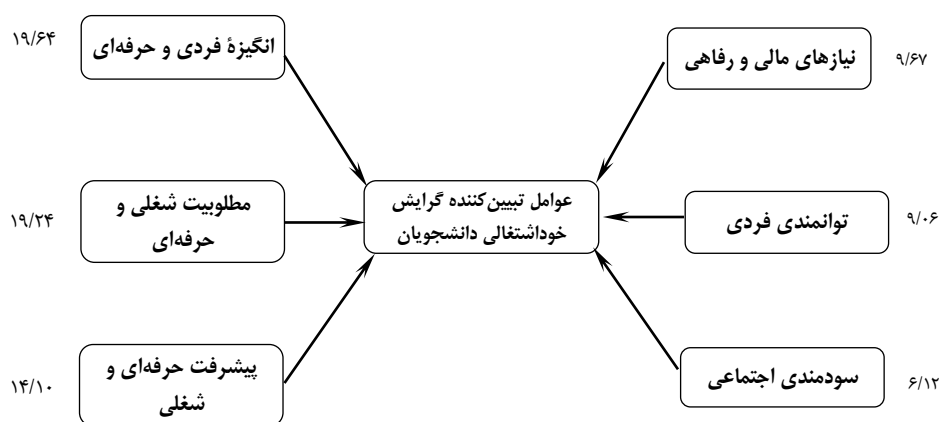 نیازهای مالی و رفاهی
۹/۶۷
انگیزۀ فردی و حرفه‌ای
۱۹/۶۴
عوامل تبیین‌کننده گرایش
خوداشتغالی دانشجویان
توانمندی فردی
۹/۰۶
مطلوبیت شغلی و
حرفه‌ای
۱۹/۲۴
سودمندی اجتماعی
۶/۱۲
پیشرفت حرفه‌ای و
شغلی
۱۴/۱۰